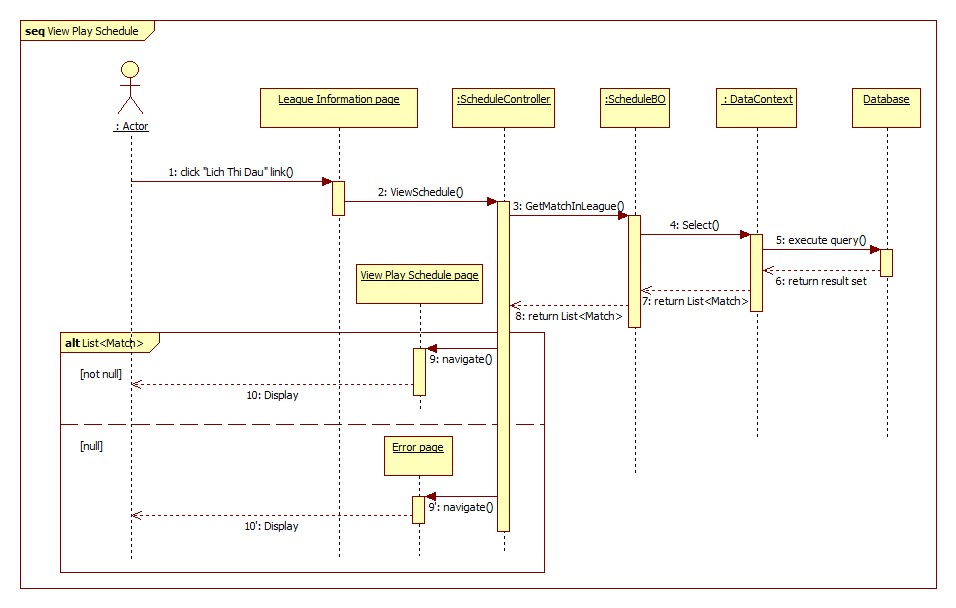 seq View Play Schedule
: Actor
League Information page
:ScheduleController
:ScheduleBO
: DataContext
Database
1: click "Lich Thi Dau" link()
2: ViewSchedule()
3: GetMatchInLeague()
4: Select()
5: execute query()
6: return result set
7: return List<Match>
8: return List<Match>
View Play Schedule page
alt List<Match>
9: navigate()
[not null]
10: Display
[null]
Error page
9': navigate()
10': Display